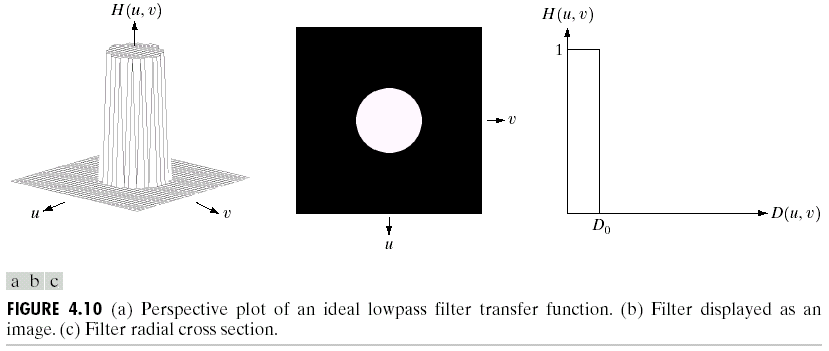 H(u, v)
u
v
v
u
H(u, v)
1
D0
D(u, v)
a b c
FIGURE 4.10 (a) Perspective plot of an ideal lowpass filter transfer function. (b) Filter displayed as an
image. (c) Filter radial cross section.